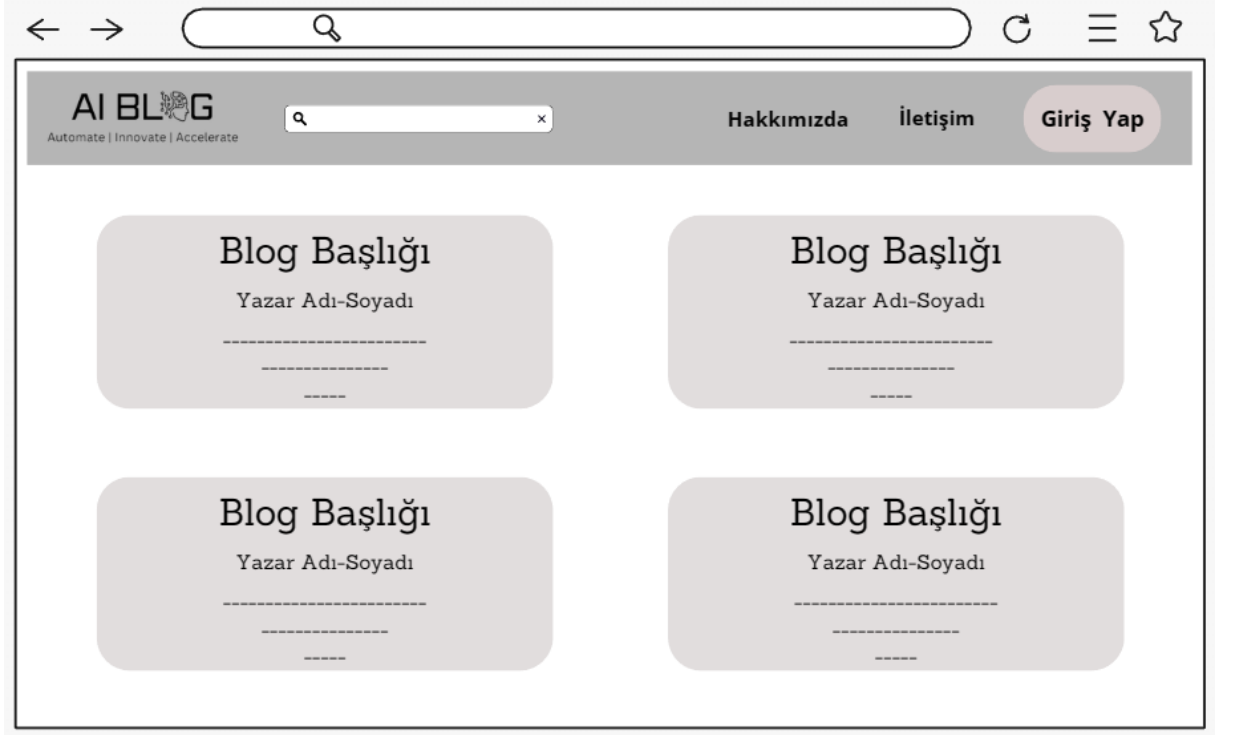 AI BLOG
Automate | Innovate | Accelerate
Hakkımızda
İletişim
Giriş Yap
Blog Başlığı
Yazar Adı-Soyadı
------------------------
---------------
-----
Blog Başlığı
Yazar Adı-Soyadı
------------------------
---------------
-----
Blog Başlığı
Yazar Adı-Soyadı
------------------------
---------------
-----
Blog Başlığı
Yazar Adı-Soyadı
------------------------
---------------
-----